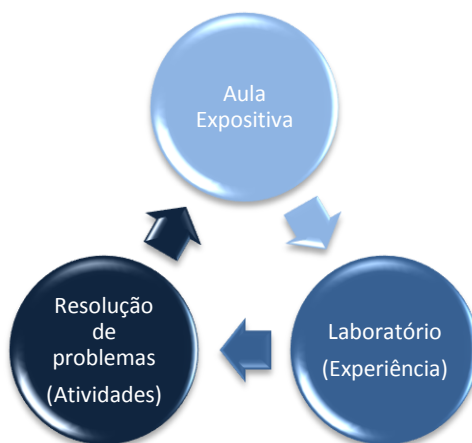 Aula
Expositiva
Laboratório
(Experiência)
Resolução
de
problemas
(Atividades)